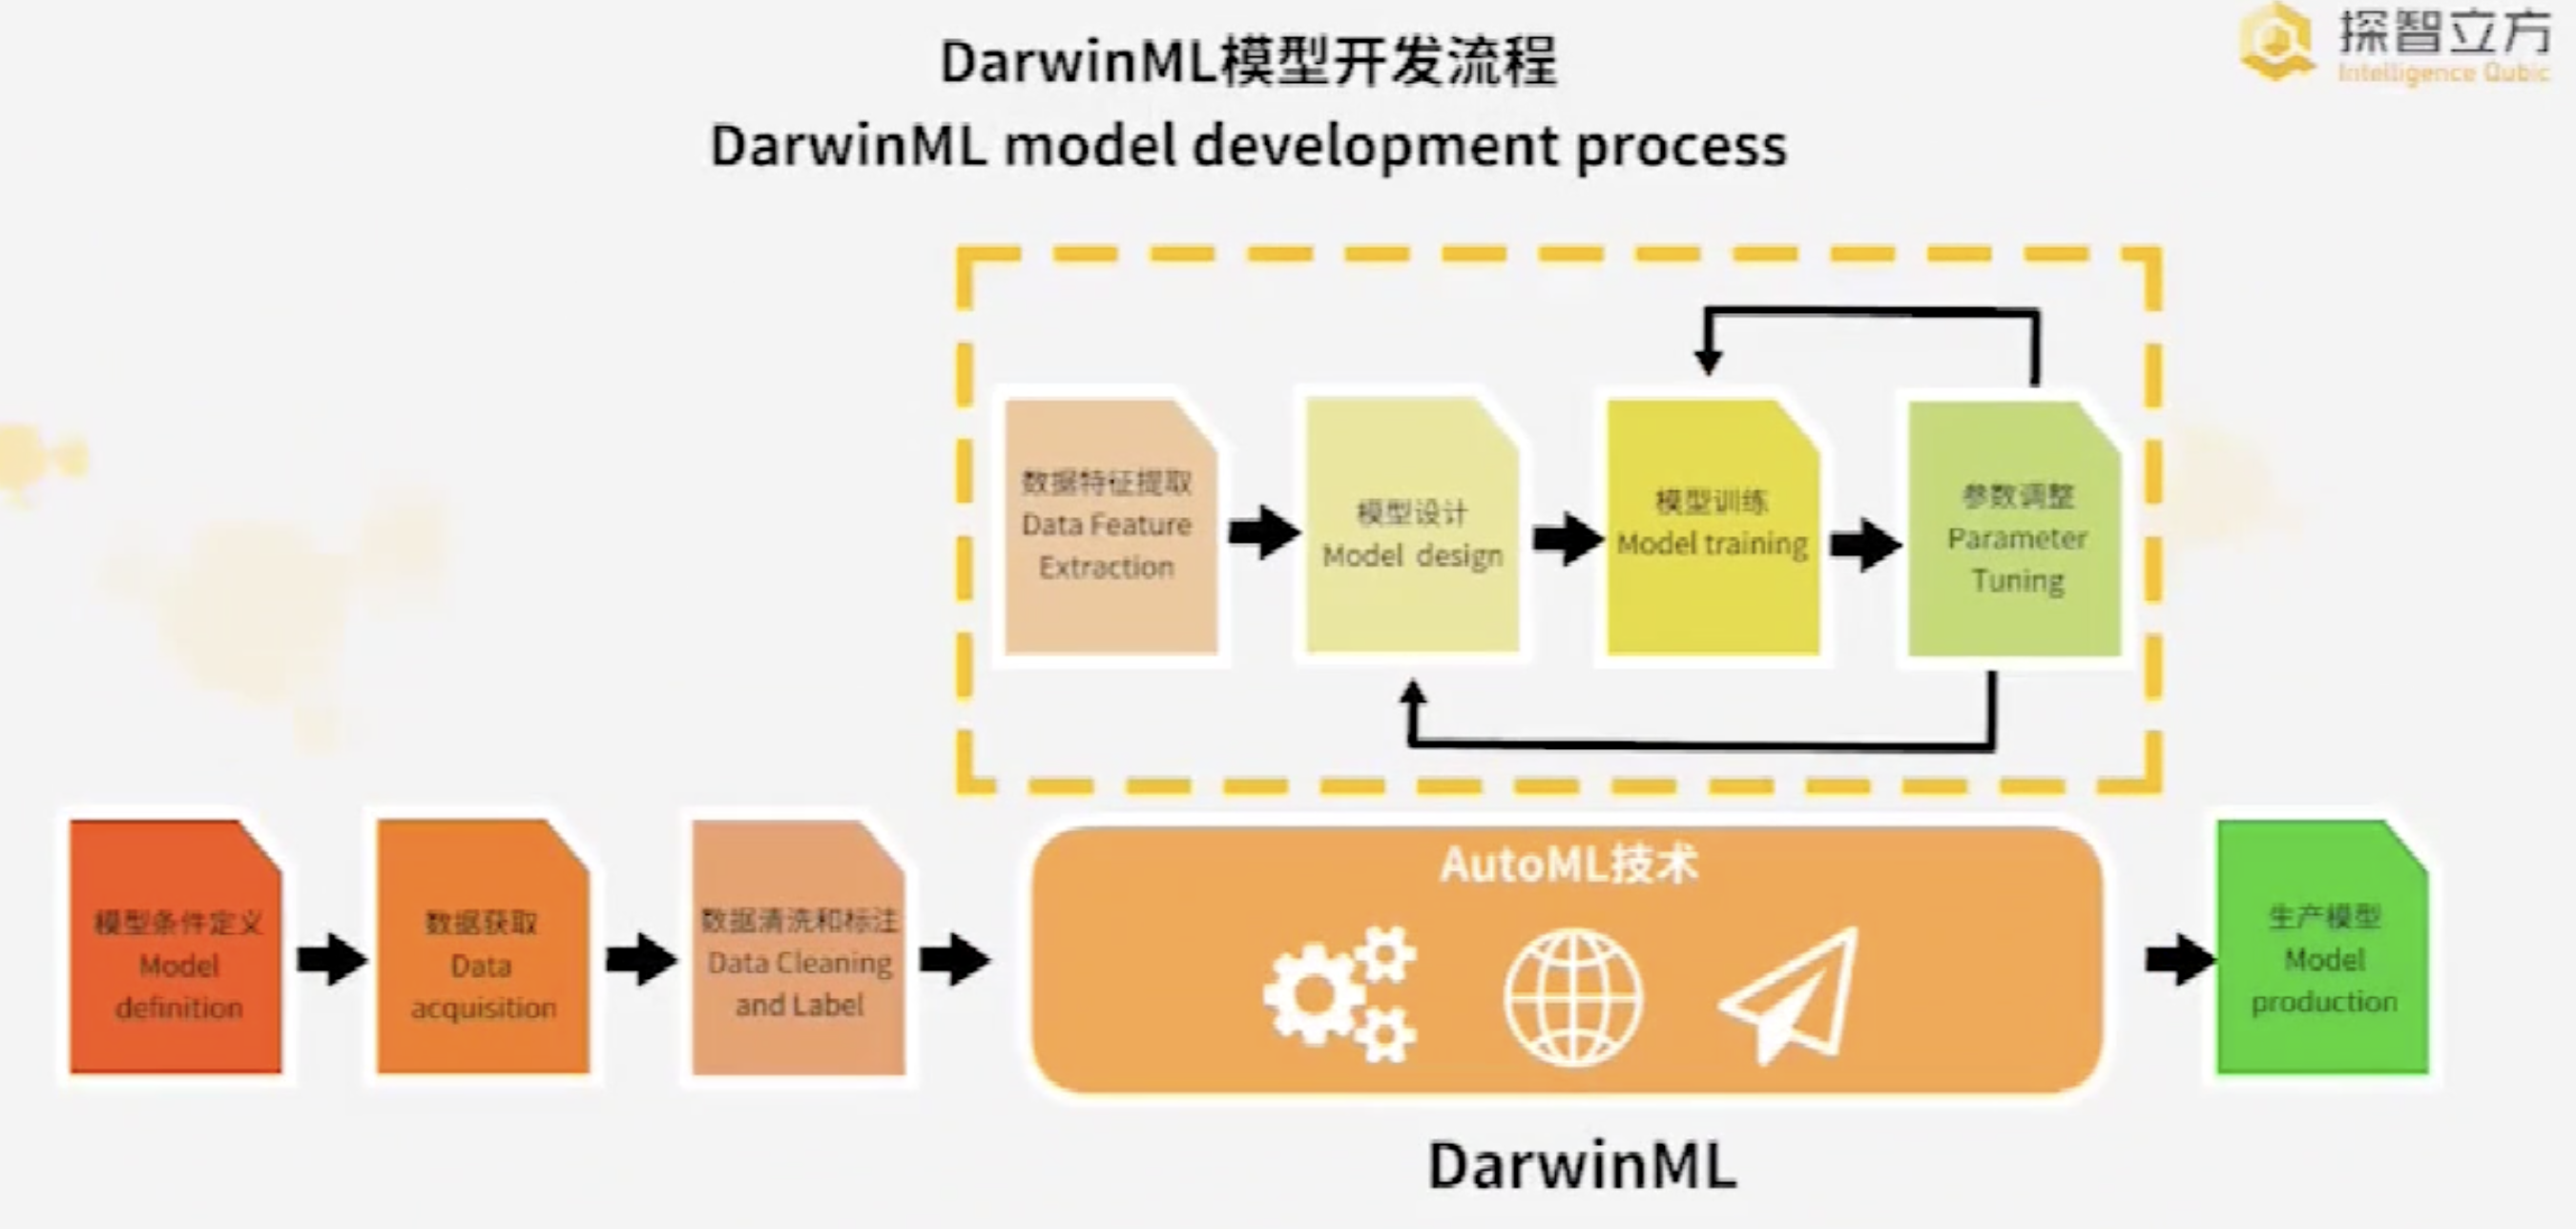 DarwinML模型开发流程
DarwinML model development process
探智立方
Intelligence Qubic
数据特征提取
Data Feature
Extraction
模型设计
Model design
模型训练
Model training
参数调整
Parameter
Tuning
模型条件定义
Model
definition
数据获取
Data
acquisition
数据清洗和标注
Data Cleaning
and Label
AutoML技术
生产模型
Model
production
DarwinML